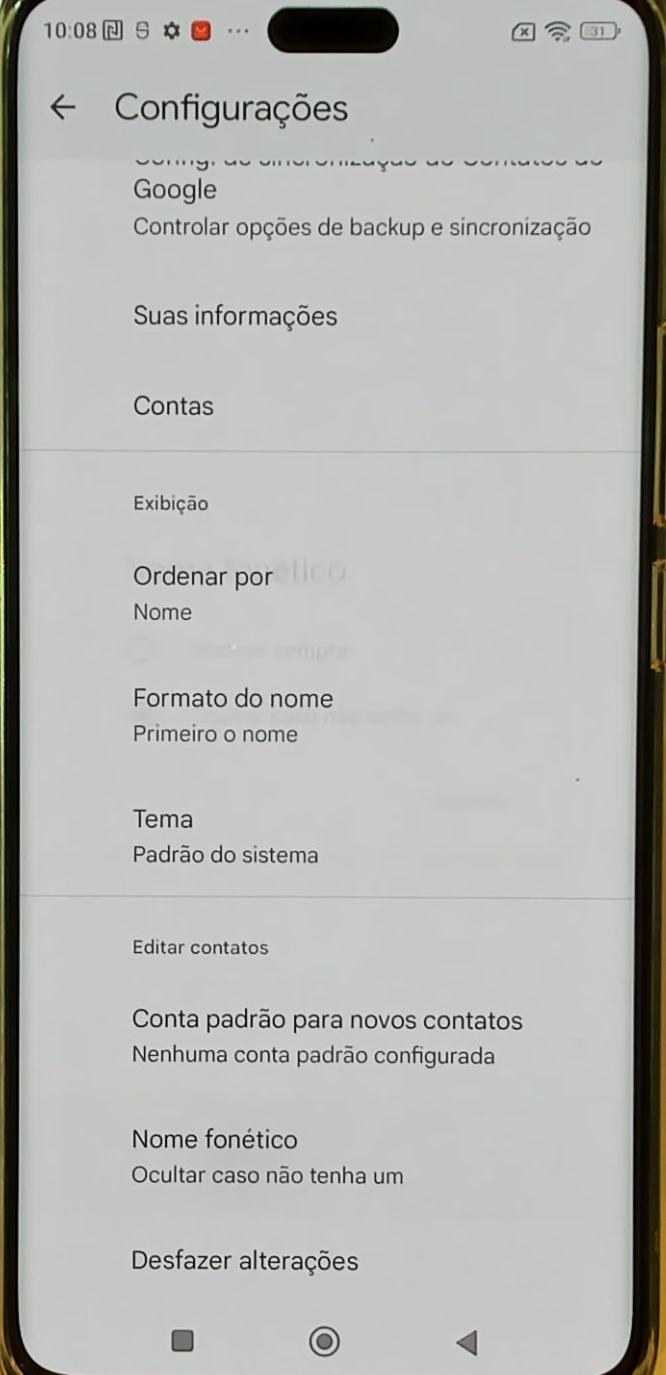 10:08
31
Configurações
Google
Controlar opções de backup e sincronização
Suas informações
Contas
Exibição
Ordenar por
Nome
Formato do nome
Primeiro o nome
Tema
Padrão do sistema
Editar contatos
Conta padrão para novos contatos
Nenhuma conta padrão configurada
Nome fonético
Ocultar caso não tenha um
Desfazer alterações